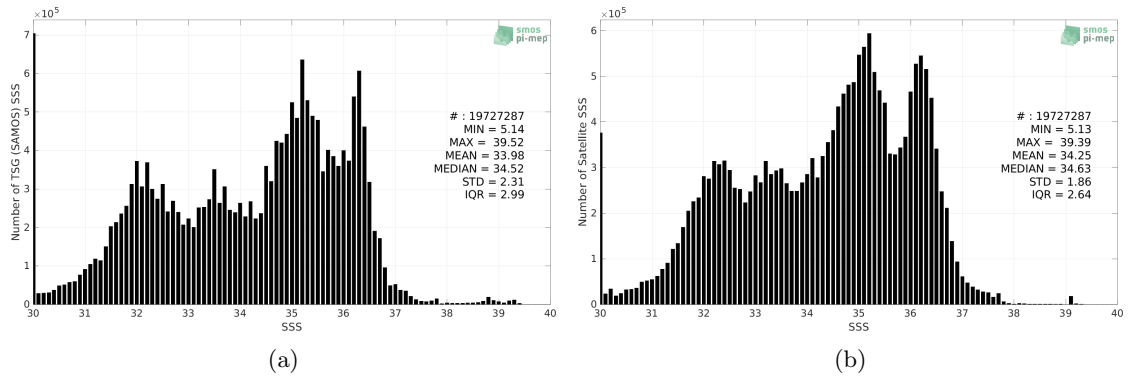 ×10⁵
7
6
5
4
3
2
1
0
30 31 32 33 34 35 36 37 38 39 40
SSS
Number of TSG (SAMOS) SSS
smos
pi-mep
# : 19727287
MIN = 5.14
MAX = 39.52
MEAN = 33.98
MEDIAN = 34.52
STD = 2.31
IQR = 2.99
(a)
×10⁵
6
5
4
3
2
1
0
30 31 32 33 34 35 36 37 38 39 40
SSS
Number of Satellite SSS
smos
pi-mep
# : 19727287
MIN = 5.13
MAX = 39.39
MEAN = 34.25
MEDIAN = 34.63
STD = 1.86
IQR = 2.64
(b)